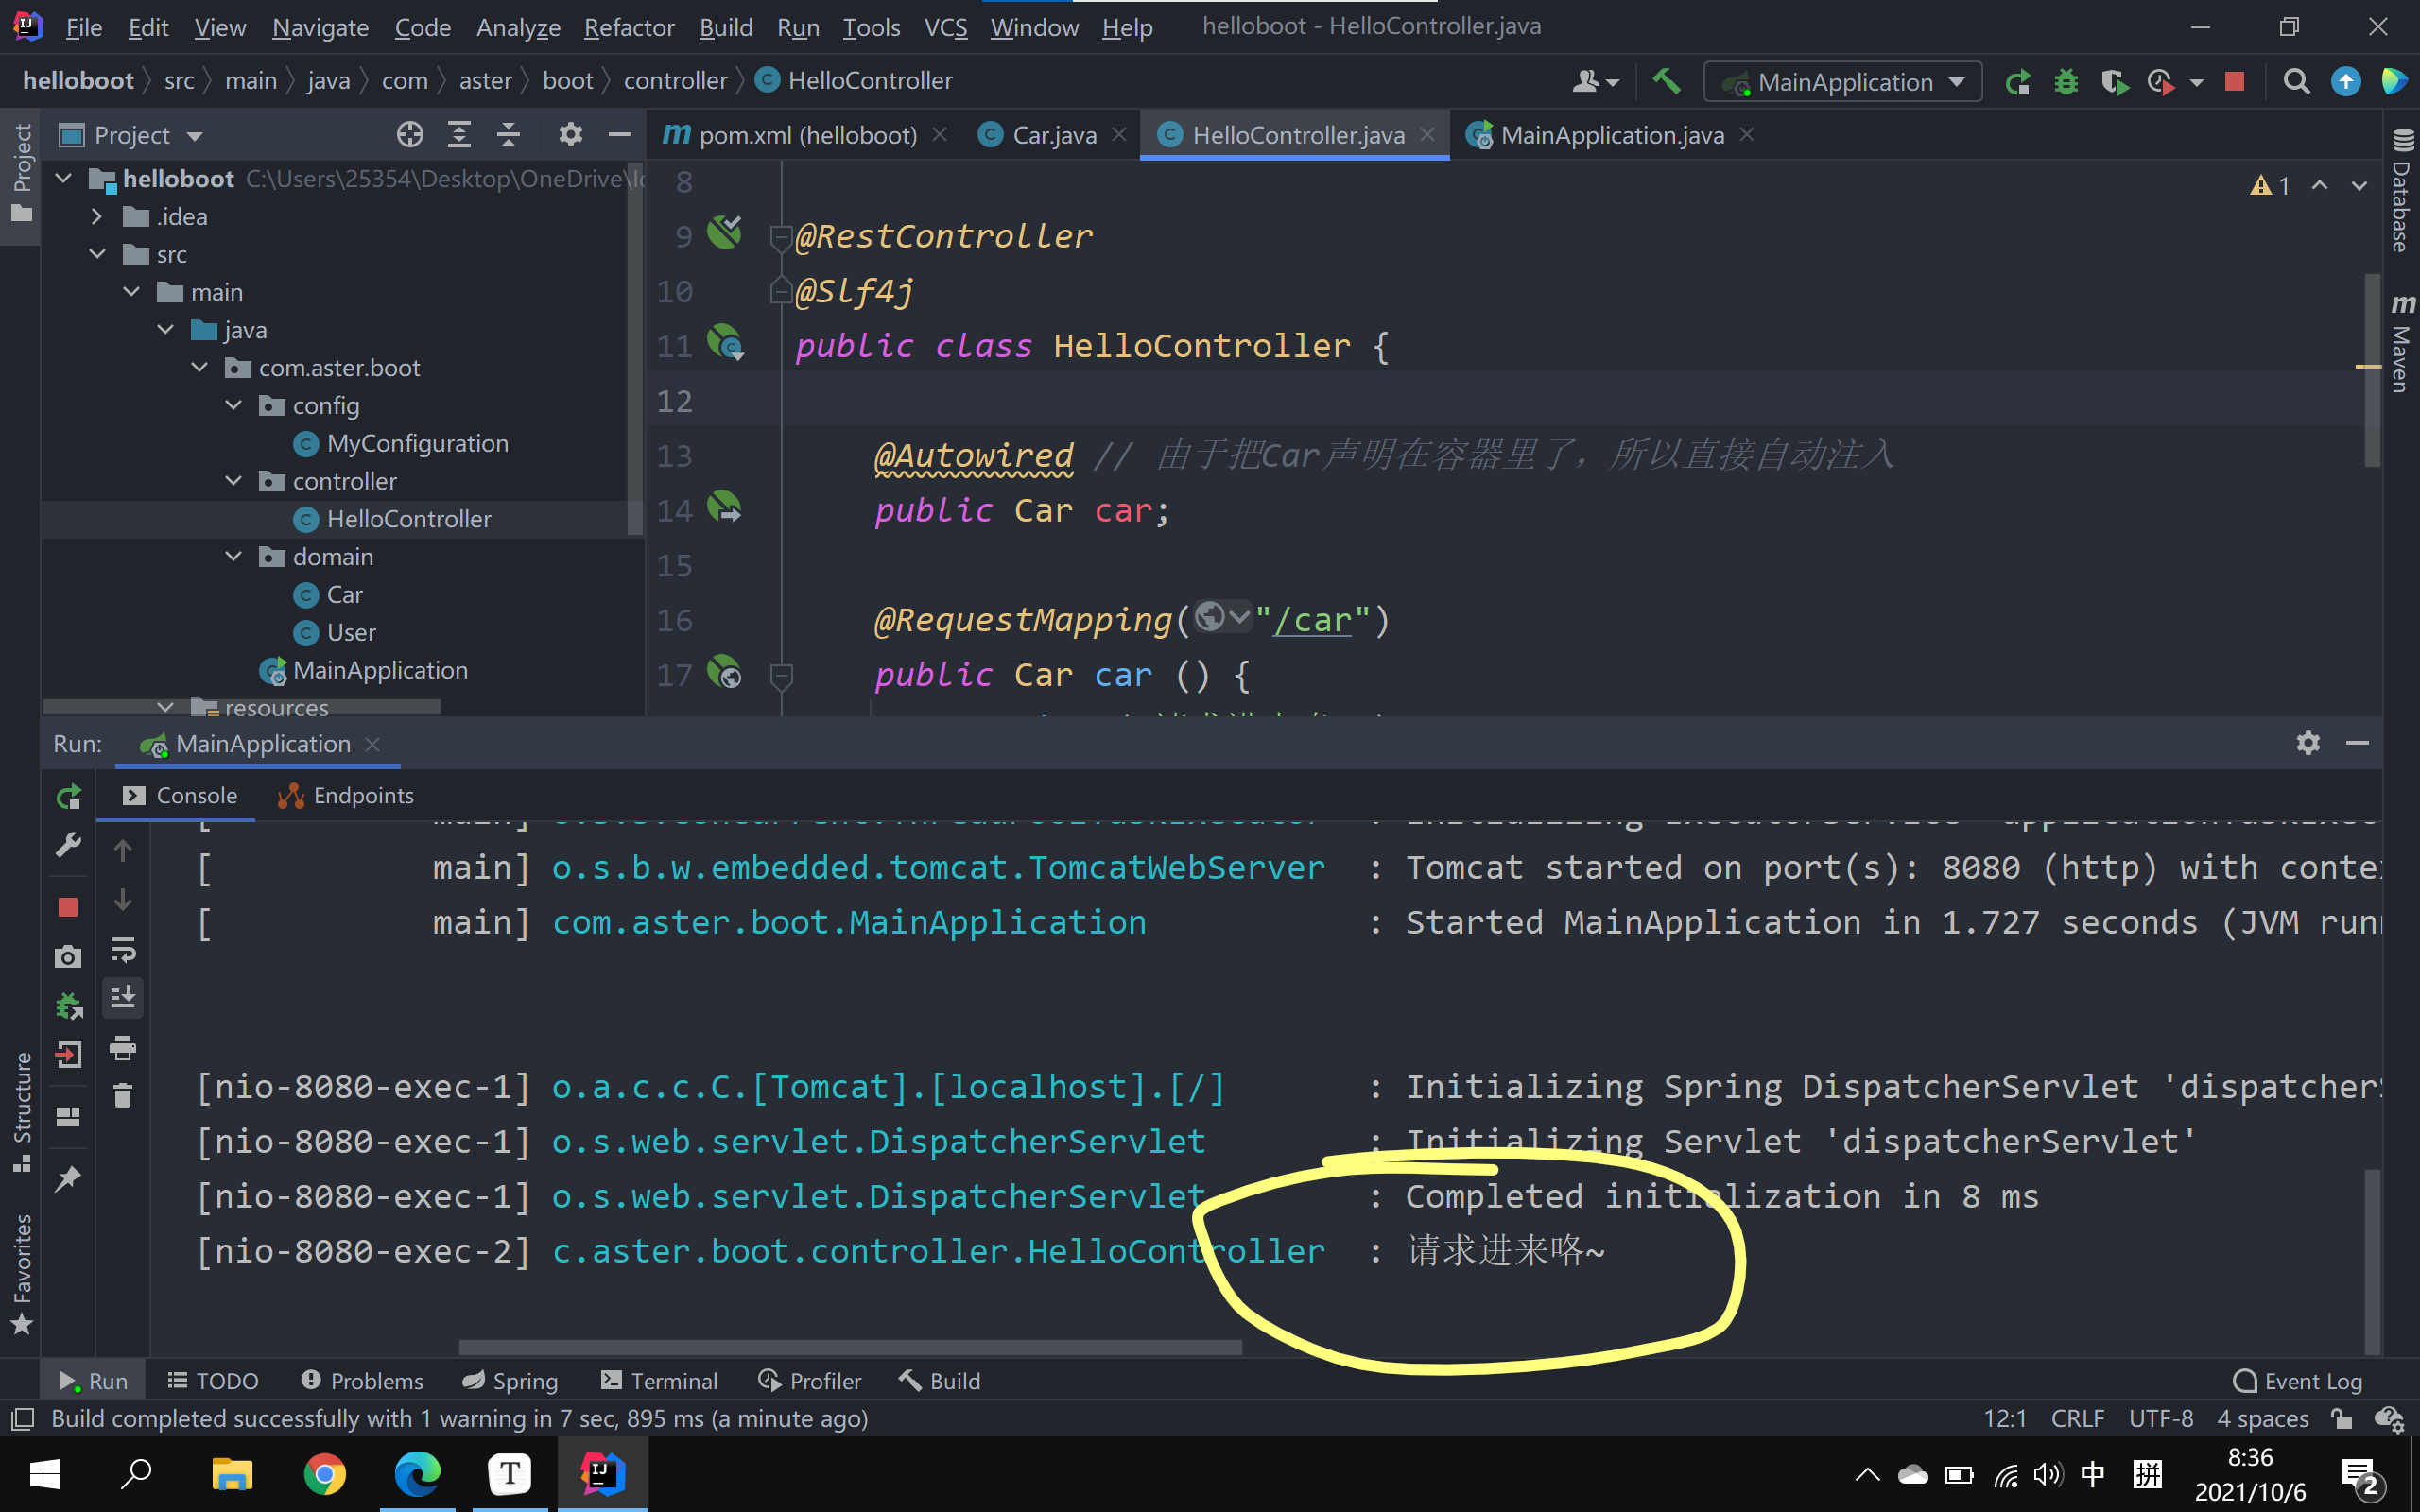 File Edit View Navigate Code Analyze Refactor Build Run Tools VCS Window Help helloboot - HelloController.java
helloboot src main java com aster boot controller HelloController MainApplication
Project
pom.xml (helloboot) Car.java HelloController.java MainApplication.java
helloboot C:\Users\25354\Desktop\OneDrive\
.idea
src
main
java
com.aster.boot
config
MyConfiguration
controller
HelloController
domain
Car
User
MainApplication
resources
8
9 @RestController
10 @Slf4j
11 public class HelloController {
12
13 @Autowired // 由于把Car声明在容器里了，所以直接自动注入
14 public Car car;
15
16 @RequestMapping("/car")
17 public Car car () {
1
Project
Structure
Favorites
Database
Maven
Run: MainApplication
Console Endpoints
[ main] o.s.b.w.embedded.tomcat.TomcatWebServer : Tomcat started on port(s): 8080 (http) with
[ main] com.aster.boot.MainApplication : Started MainApplication in 1.727 seconds (JVM
[nio-8080-exec-1] o.a.c.c.C.[Tomcat].[localhost].[/] : Initializing Spring DispatcherServlet
[nio-8080-exec-1] o.s.web.servlet.DispatcherServlet : Initializing Servlet 'dispatcherServlet'
[nio-8080-exec-1] o.s.web.servlet.DispatcherServlet : Completed initialization in 8 ms
[nio-8080-exec-2] c.aster.boot.controller.HelloController : 请求进来咯~
Run TODO Problems Spring Terminal Profiler Build Event Log
Build completed successfully with 1 warning in 7 sec, 895 ms (a minute ago) 12:1 CRLF UTF-8 4 spaces
中 拼 8:36
2021/10/6 2